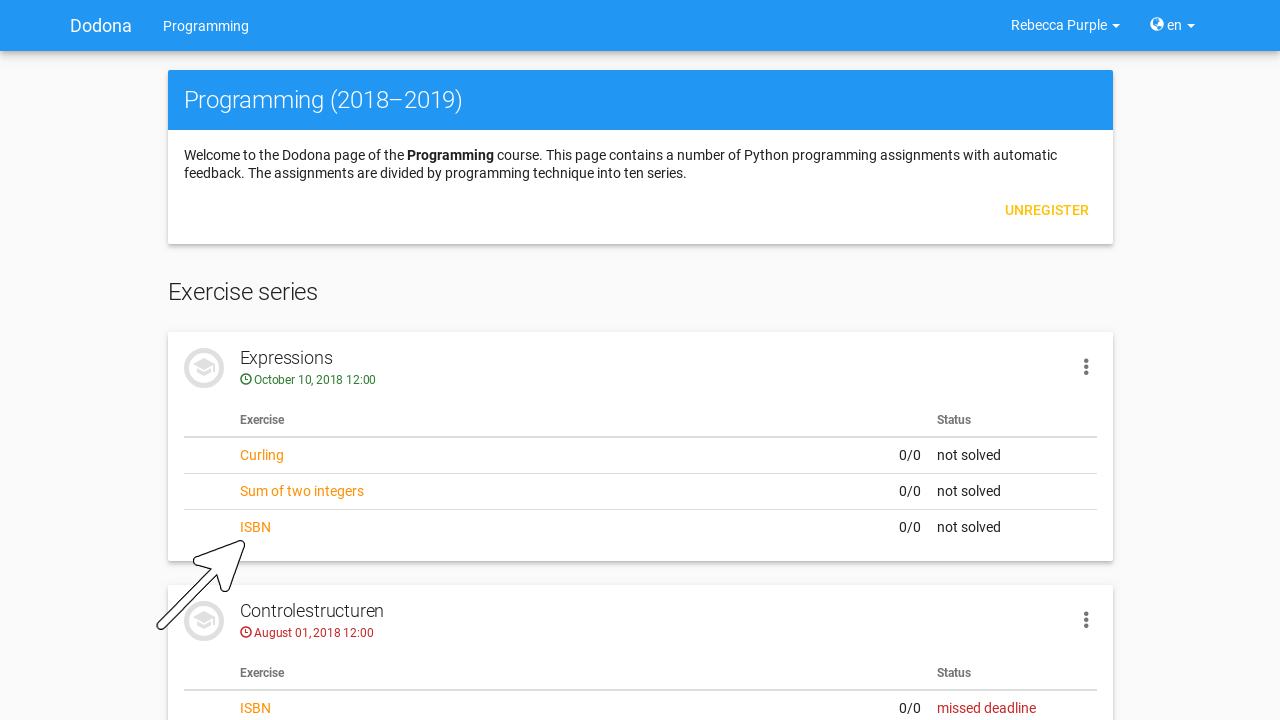 Dodona Programming Rebecca Purple en
Programming (2018–2019)
Welcome to the Dodona page of the Programming course. This page contains a number of Python programming assignments with automatic
feedback. The assignments are divided by programming technique into ten series.
UNREGISTER
Exercise series
Expressions
October 10, 2018 12:00
Exercise Status
Curling 0/0 not solved
Sum of two integers 0/0 not solved
ISBN 0/0 not solved
Controlestructuren
August 01, 2018 12:00
Exercise Status
ISBN 0/0 missed deadline